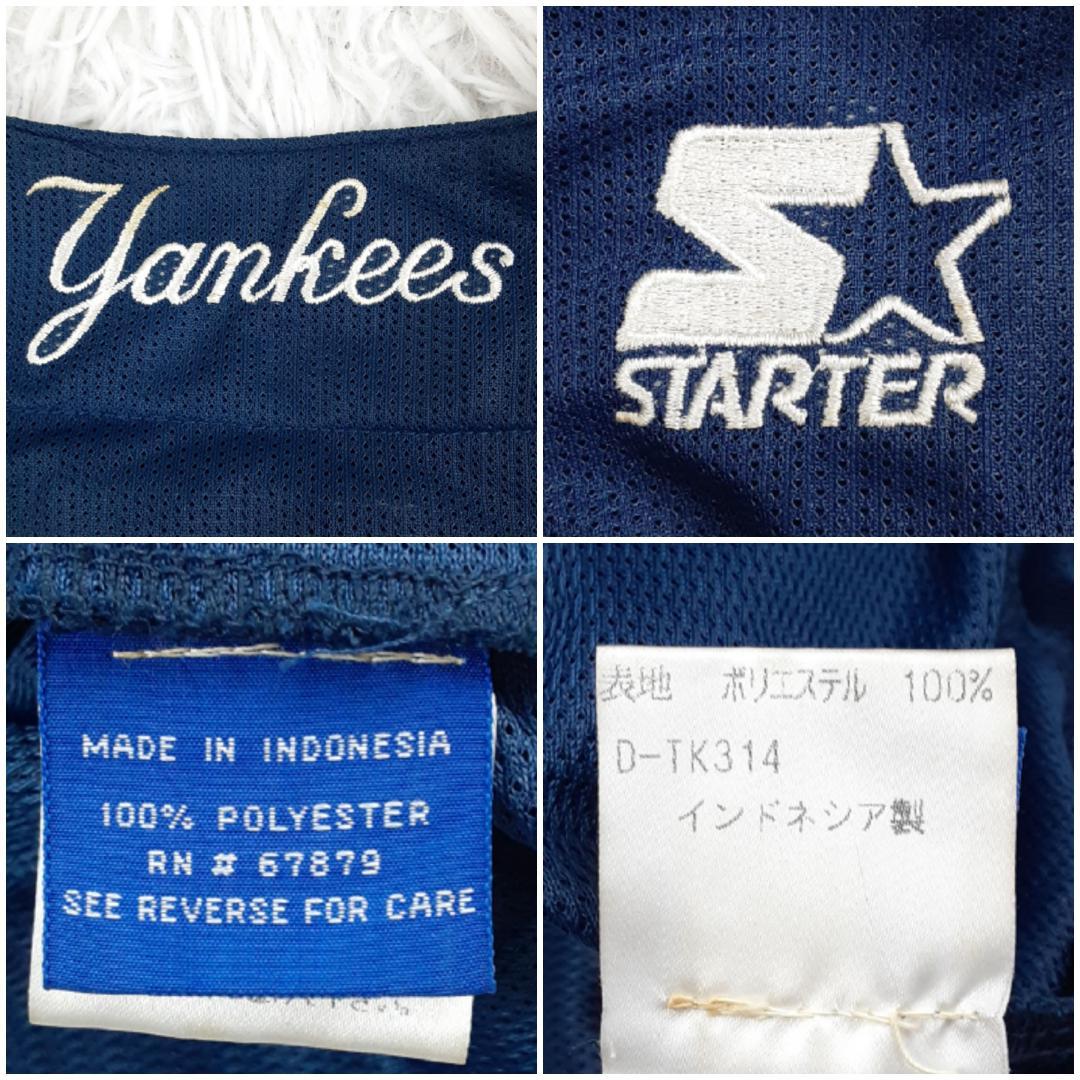 Yankees
STARTER
MADE IN INDONESIA
100% POLYESTER
RN # 67879
SEE REVERSE FOR CARE
表地 ポリエステル 100%
D-TK314
インドネシア製